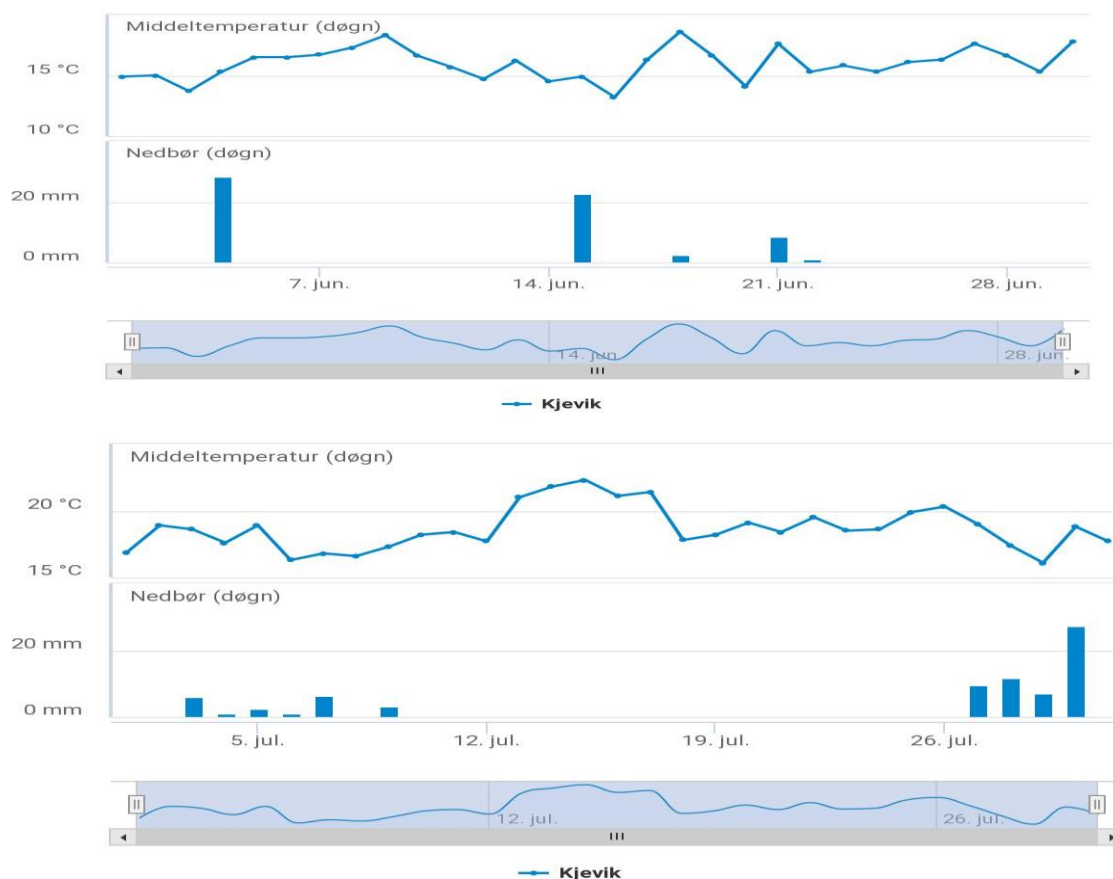 Middeltemperatur (døgn)
15 °C
10 °C
Nedbør (døgn)
20 mm
0 mm
7. jun. 14. jun. 21. jun. 28. jun.
14. jun. 28. jun.
Kjevik
Middeltemperatur (døgn)
20 °C
15 °C
Nedbør (døgn)
20 mm
0 mm
5. jul. 12. jul. 19. jul. 26. jul.
12. jul. 26. jul.
Kjevik